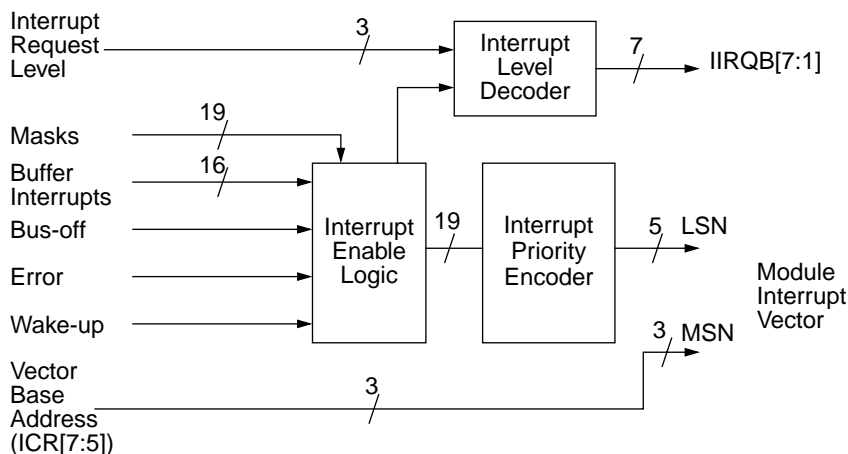 Interrupt
Request
Level
3
Interrupt
Level
Decoder
7
IIRQB[7:1]
Masks
19
Buffer
Interrupts
16
Bus-off
Error
Wake-up
Interrupt
Enable
Logic
19
Interrupt
Priority
Encoder
5
LSN
Module
Interrupt
Vector
3
MSN
Vector
Base
Address
(ICR[7:5])
3